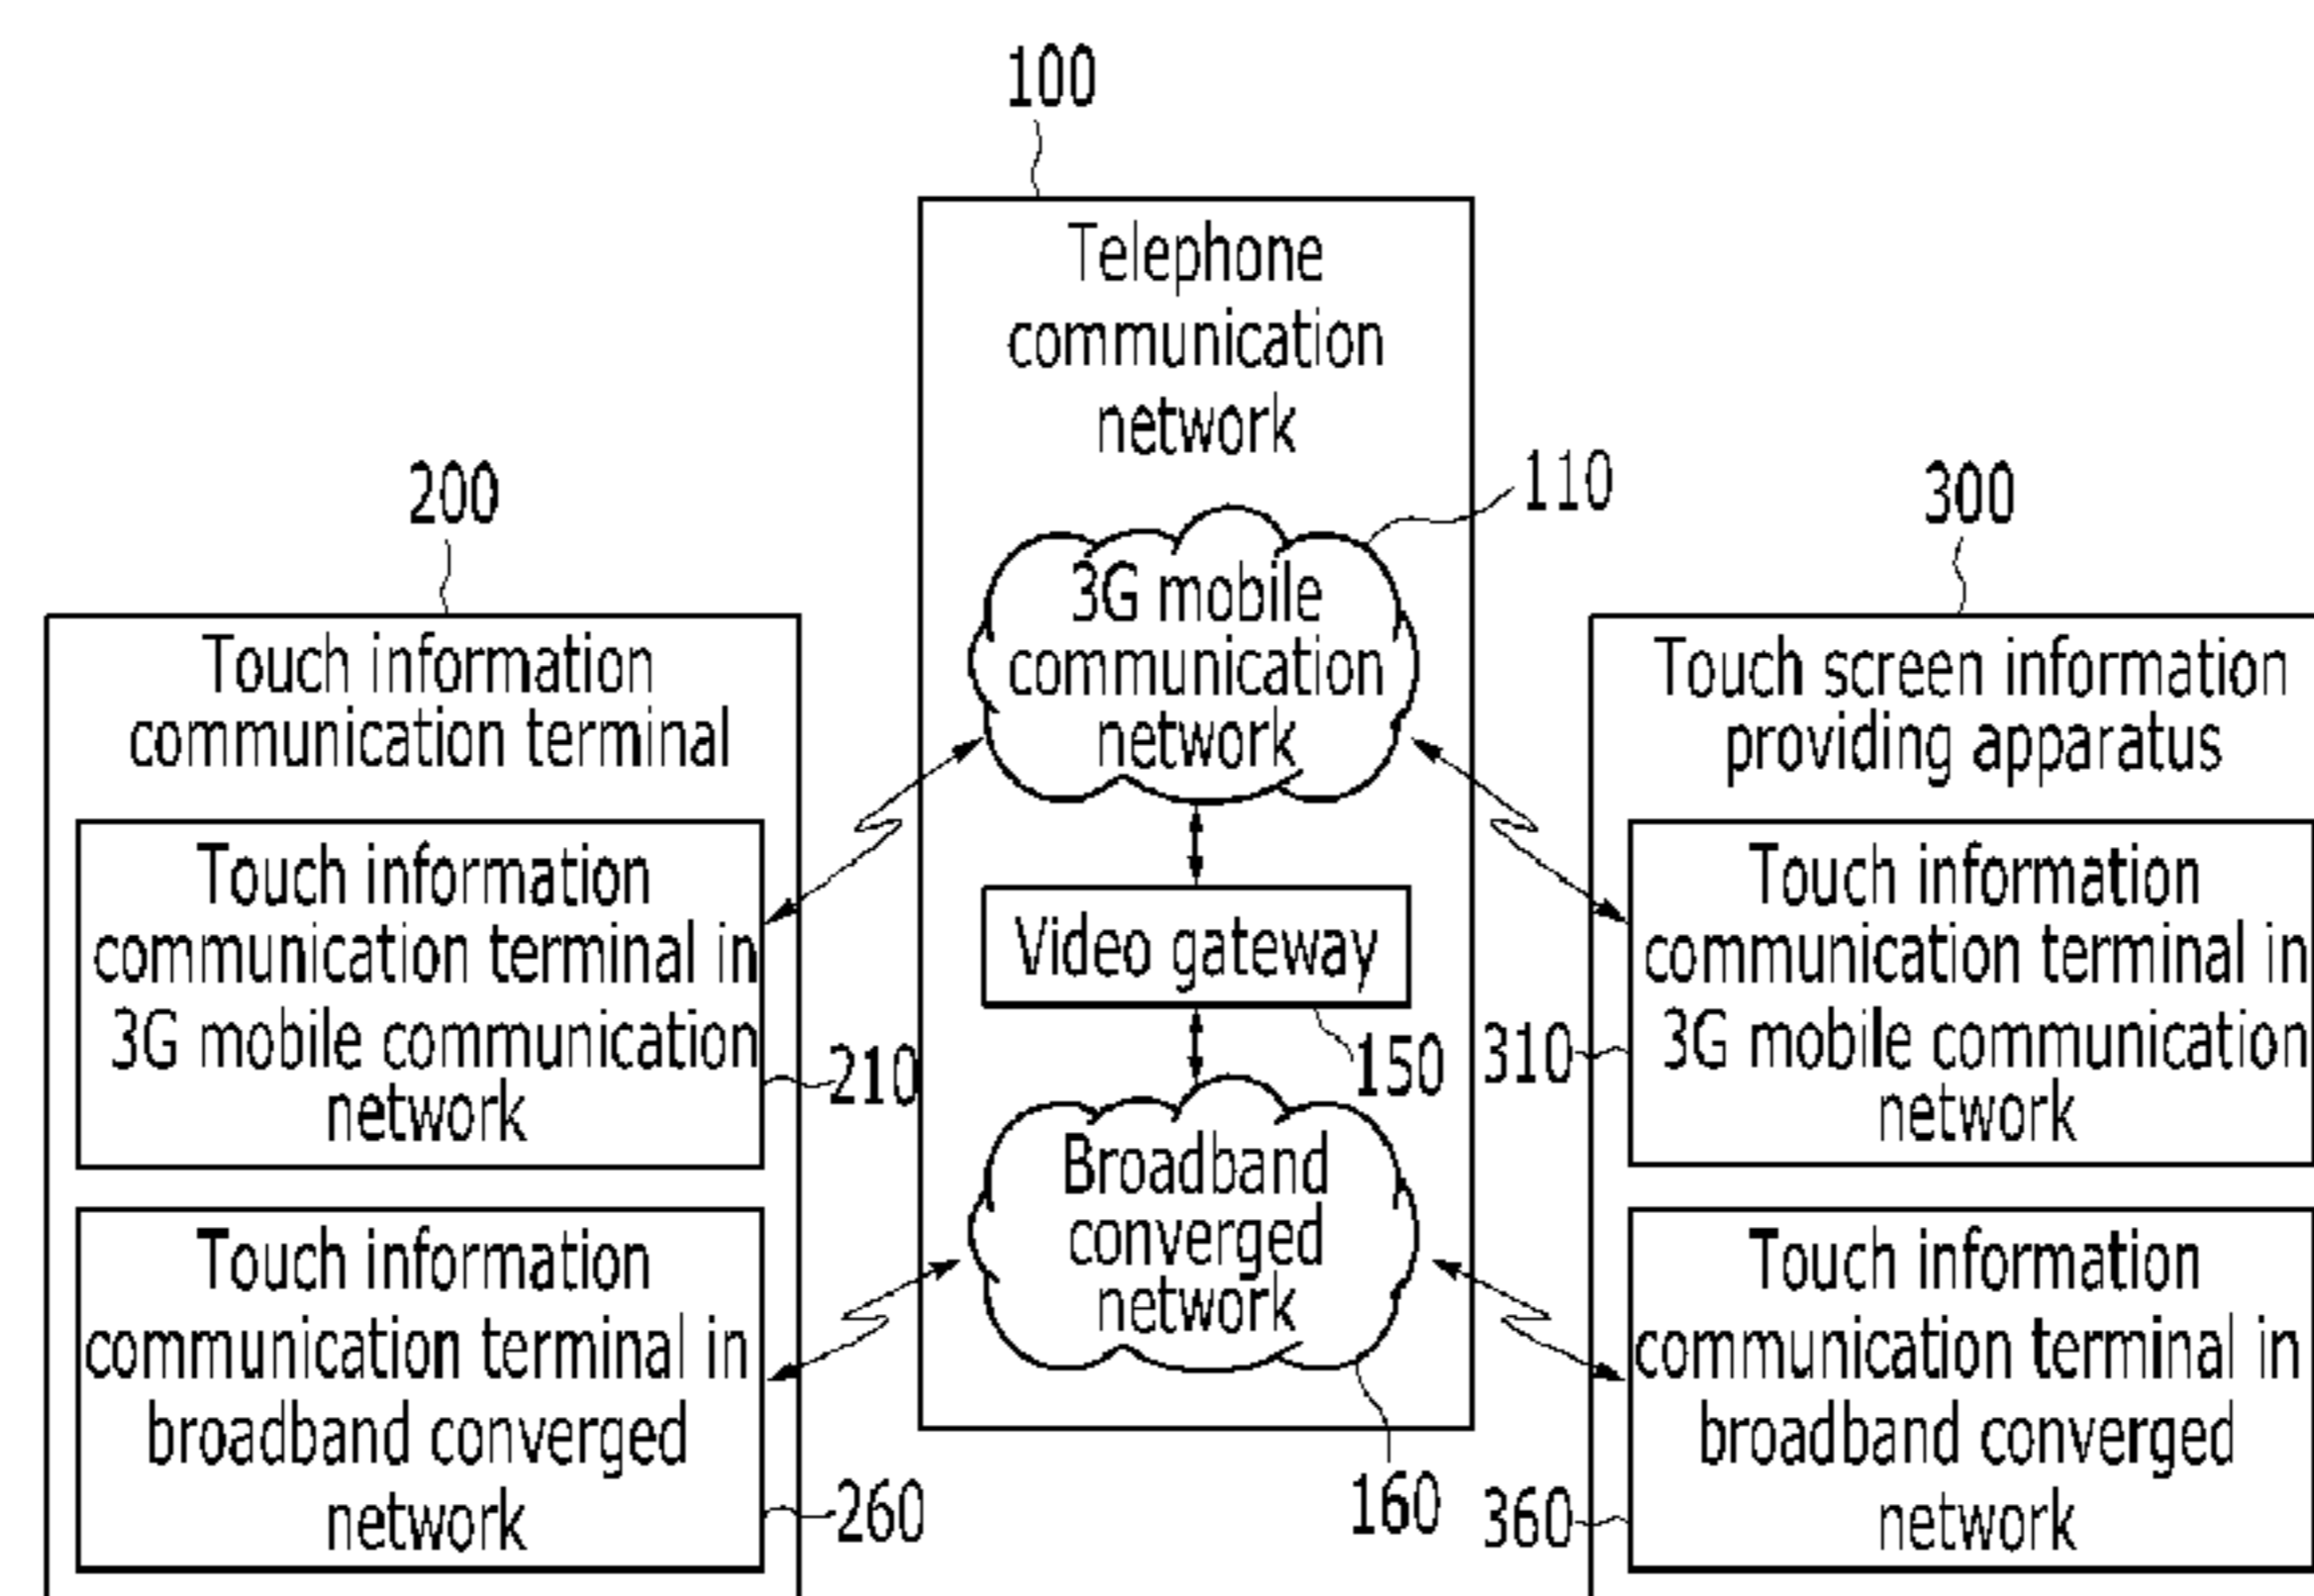 100
Telephone
communication
network
110
3G mobile
communication
network
Video gateway
150
Broadband
converged
network
160
200
Touch information
communication terminal
Touch information
communication terminal in
3G mobile communication
network
210
Touch information
communication terminal in
broadband converged
network
260
300
Touch screen information
providing apparatus
Touch information
communication terminal in
3G mobile communication
network
310
Touch information
communication terminal in
broadband converged
network
360